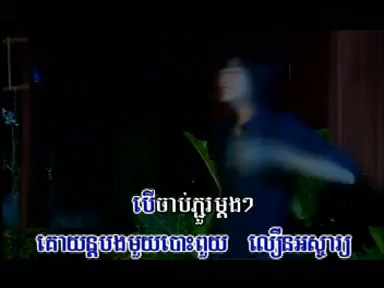 បើចាប់ភ្ជួរម្ដងៗ
គោយន្តបងមួយបោះពួយ លឿនអស្ចារ្យ